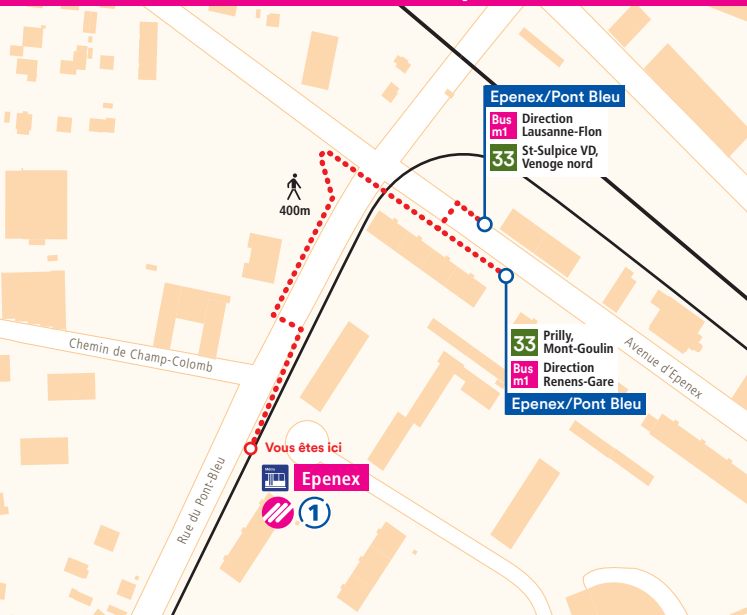 Epenex/Pont Bleu
Bus m1
Direction
Lausanne-Flon
33
St-Sulpice VD,
Venoge nord
400m
33
Prilly,
Mont-Goulin
Bus m1
Direction
Renens-Gare
Epenex/Pont Bleu
Avenue d'Epenex
Chemin de Champ-Colomb
Vous êtes ici
Epenex
1
Rue du Pont-Bleu